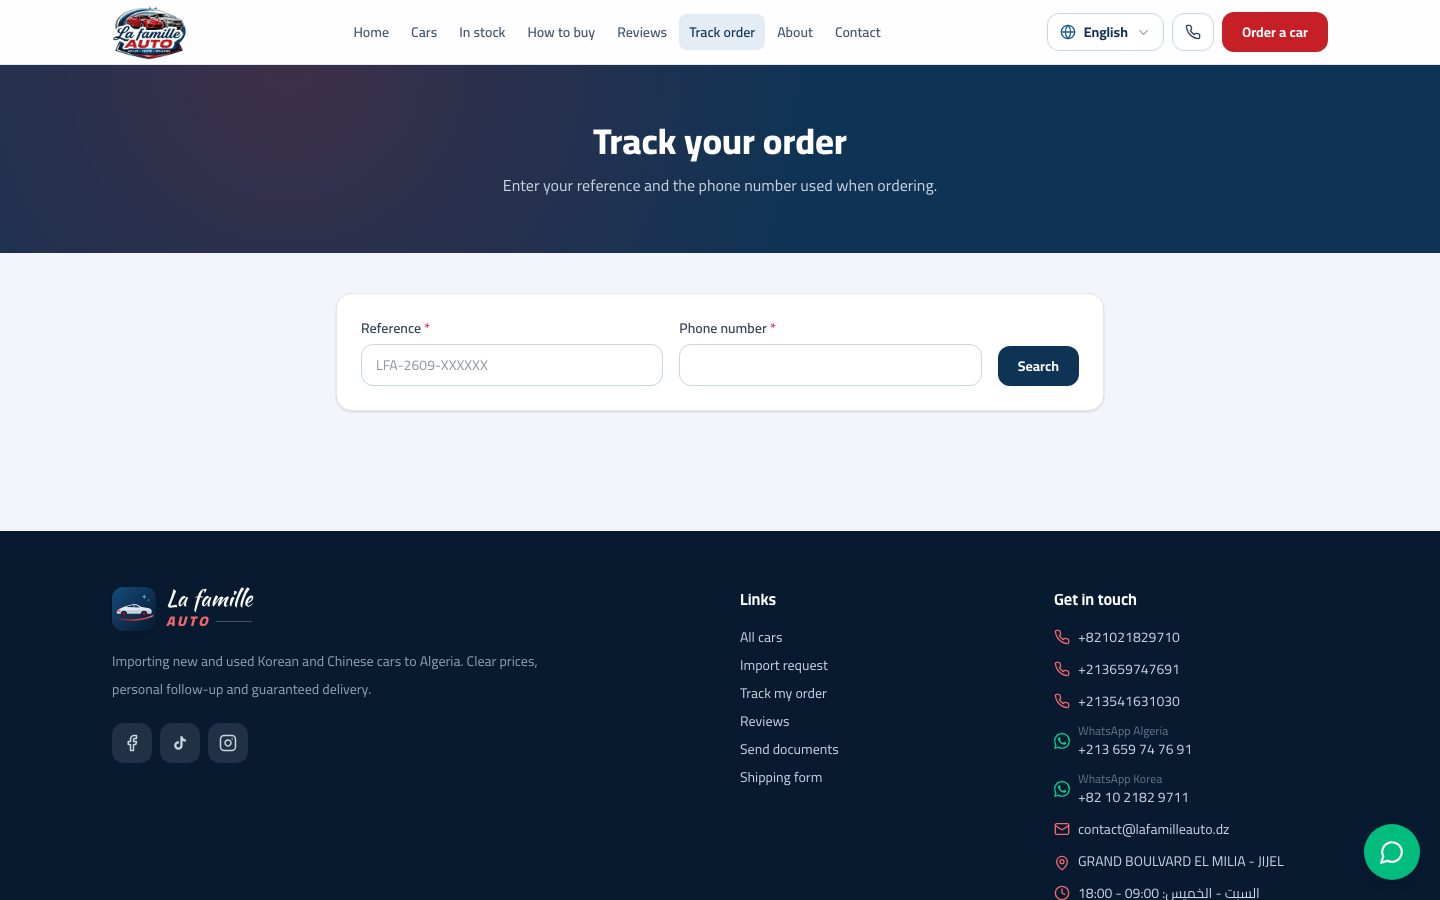 La famille
AUTO
Home
Cars
In stock
How to buy
Reviews
Track order
About
Contact
English
Order a car
Track your order
Enter your reference and the phone number used when ordering.
Reference *
Phone number *
LFA-2609-XXXXXX
Search
La famille
AUTO
Importing new and used Korean and Chinese cars to Algeria. Clear prices,
personal follow-up and guaranteed delivery.
Links
All cars
Import request
Track my order
Reviews
Send documents
Shipping form
Get in touch
+821021829710
+213659747691
+213541631030
WhatsApp Algeria
+213 659 74 76 91
WhatsApp Korea
+82 10 2182 9711
contact@lafamilleauto.dz
GRAND BOULVARD EL MILIA - JIJEL
السبت - الخميس: 09:00 - 18:00